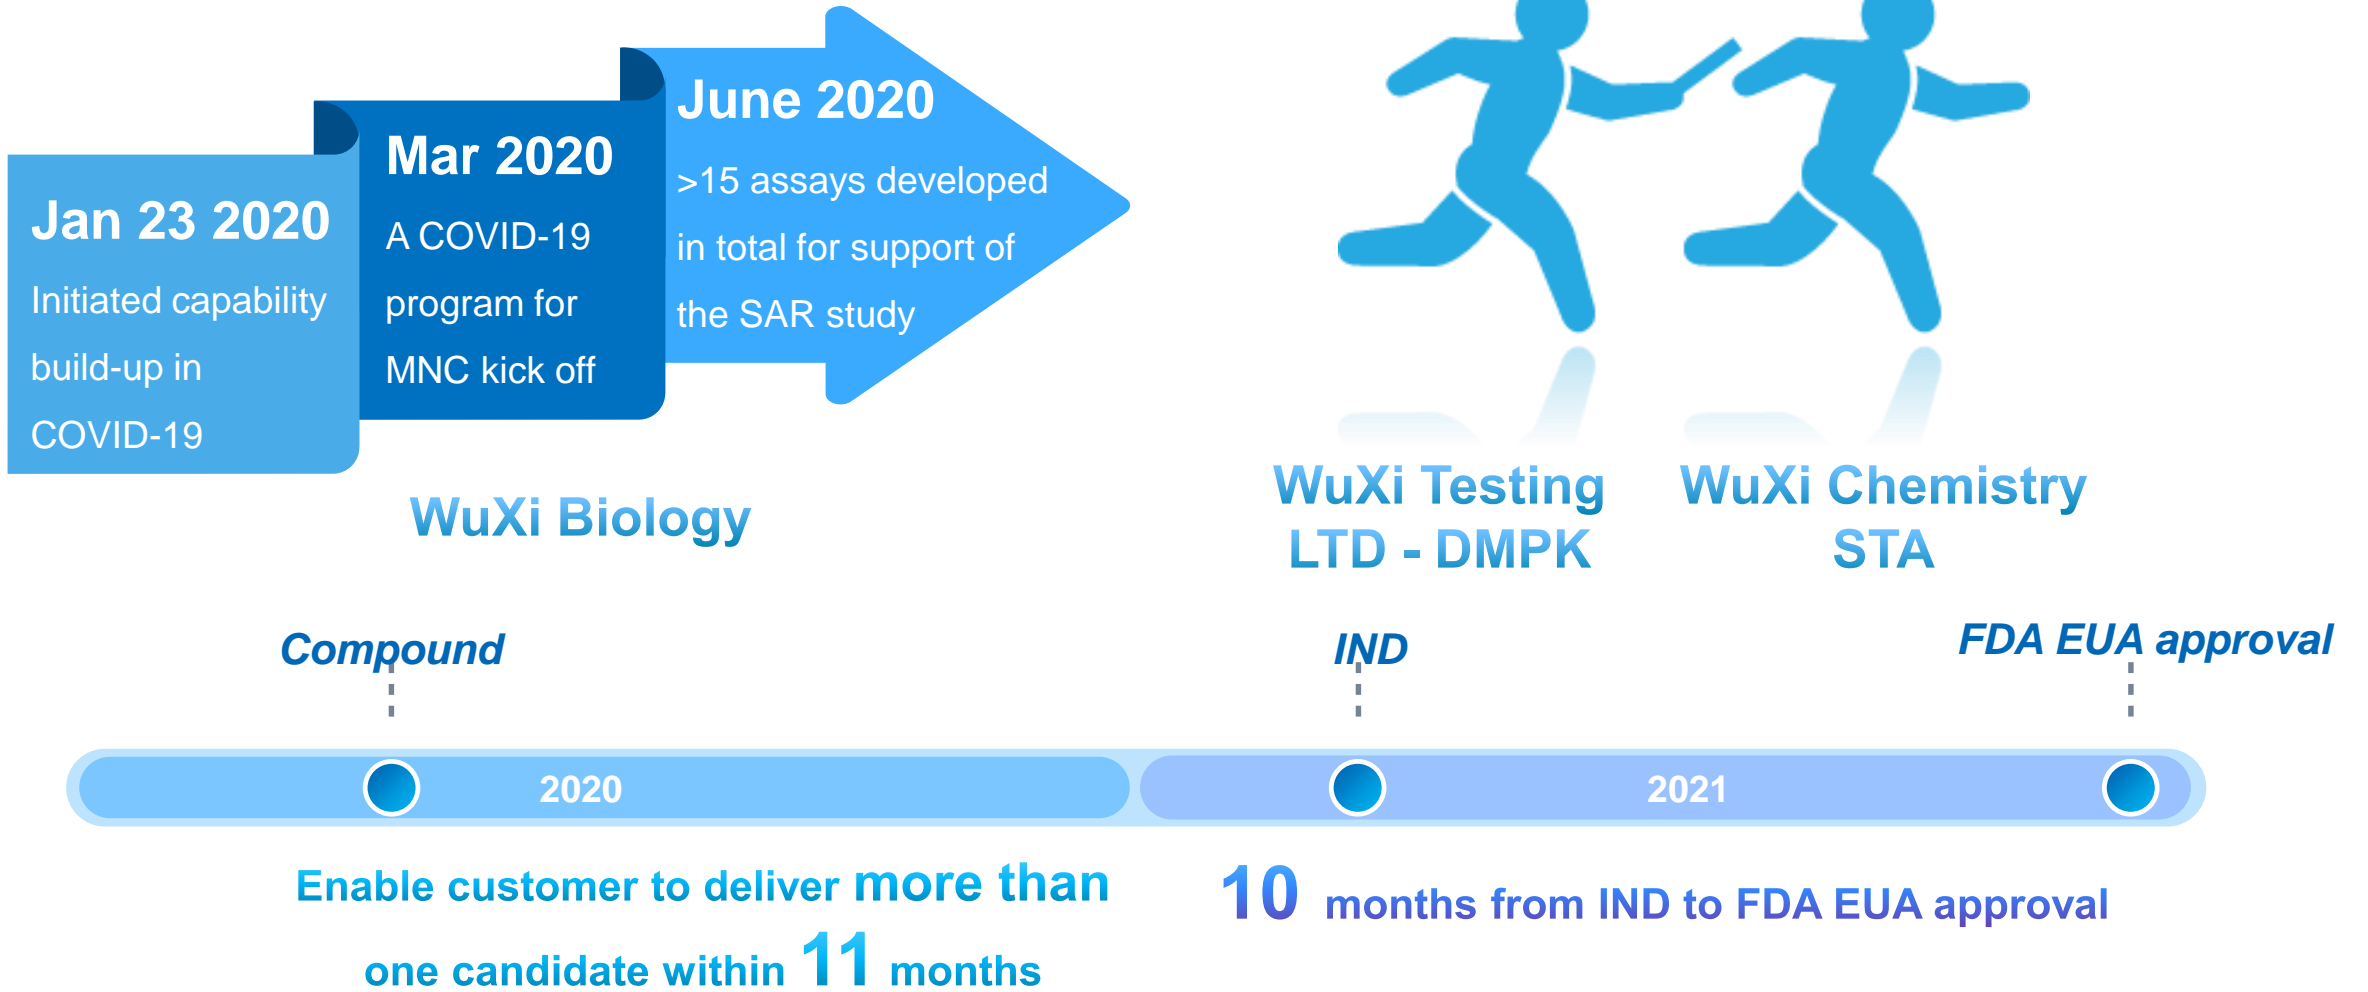 Jan 23 2020
Initiated capability
build-up in
COVID-19
Mar 2020
A COVID-19
program for
MNC kick off
June 2020
>15 assays developed
in total for support of
the SAR study
WuXi Biology
WuXi Testing
LTD - DMPK
WuXi Chemistry
STA
Compound
IND
FDA EUA approval
2020
2021
Enable customer to deliver more than
one candidate within 11 months
10 months from IND to FDA EUA approval